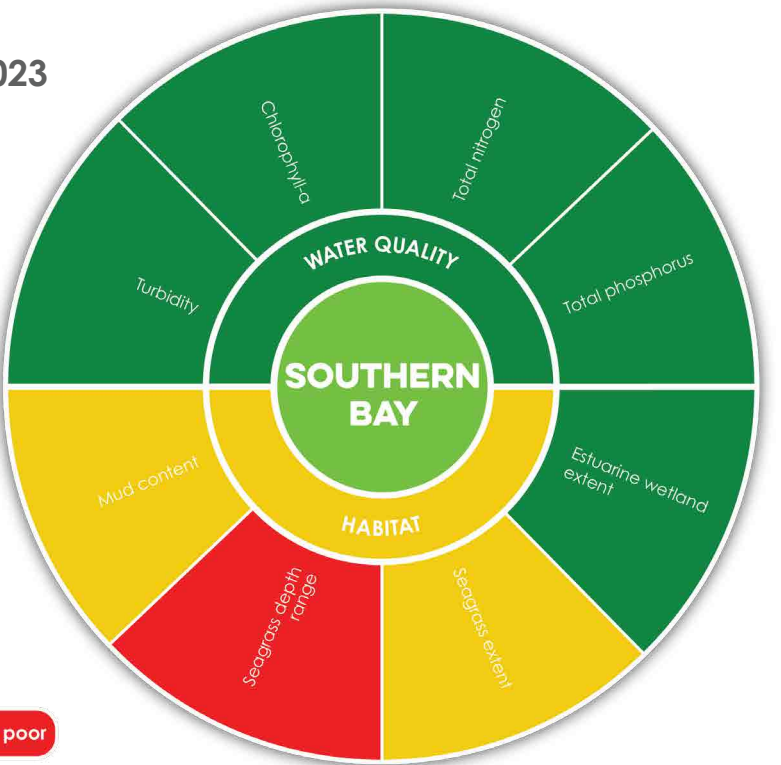 023
Chlorophyll-a
Total nitrogen
Turbidity
WATER QUALITY
Total phosphorus
SOUTHERN
BAY
Mud content
HABITAT
Estuarine wetland
extent
Seagrass depth
range
Seagrass extent
poor